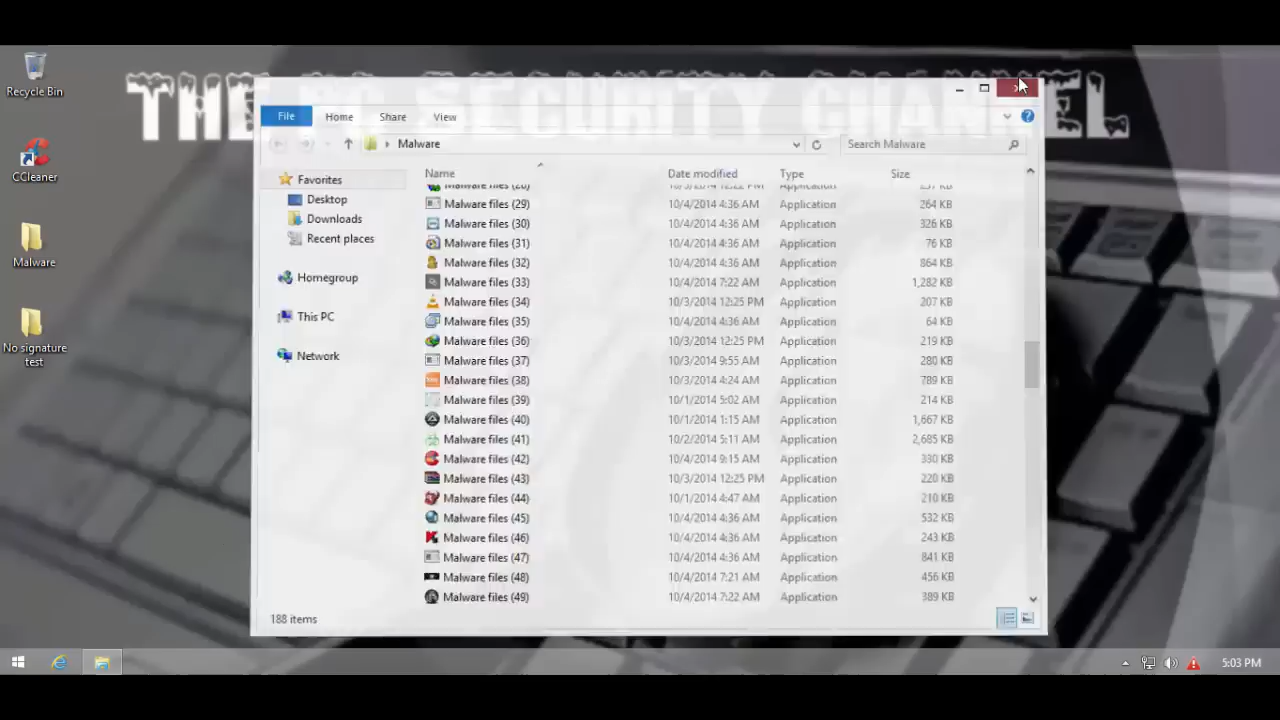 Recycle Bin
CCleaner
Malware
No signature
test
THE PC SECURITY CHANNEL
File Home Share View
Malware
Search Malware
Favorites
Desktop
Downloads
Recent places
Homegroup
This PC
Network
Name Date modified Type Size
Malware files (28) 10/3/2014 12:22 PM Application 237 KB
Malware files (29) 10/4/2014 4:36 AM Application 264 KB
Malware files (30) 10/4/2014 4:36 AM Application 326 KB
Malware files (31) 10/4/2014 4:36 AM Application 76 KB
Malware files (32) 10/4/2014 4:36 AM Application 864 KB
Malware files (33) 10/4/2014 7:22 AM Application 1,282 KB
Malware files (34) 10/3/2014 12:25 PM Application 207 KB
Malware files (35) 10/4/2014 4:36 AM Application 64 KB
Malware files (36) 10/3/2014 12:25 PM Application 219 KB
Malware files (37) 10/3/2014 9:55 AM Application 280 KB
Malware files (38) 10/3/2014 4:24 AM Application 789 KB
Malware files (39) 10/1/2014 5:02 AM Application 214 KB
Malware files (40) 10/1/2014 1:15 AM Application 1,667 KB
Malware files (41) 10/2/2014 5:11 AM Application 2,685 KB
Malware files (42) 10/4/2014 9:15 AM Application 330 KB
Malware files (43) 10/3/2014 12:25 PM Application 220 KB
Malware files (44) 10/1/2014 4:47 AM Application 210 KB
Malware files (45) 10/4/2014 4:36 AM Application 532 KB
Malware files (46) 10/4/2014 4:36 AM Application 243 KB
Malware files (47) 10/4/2014 4:36 AM Application 841 KB
Malware files (48) 10/4/2014 7:21 AM Application 456 KB
Malware files (49) 10/4/2014 7:22 AM Application 389 KB
188 items
5:03 PM